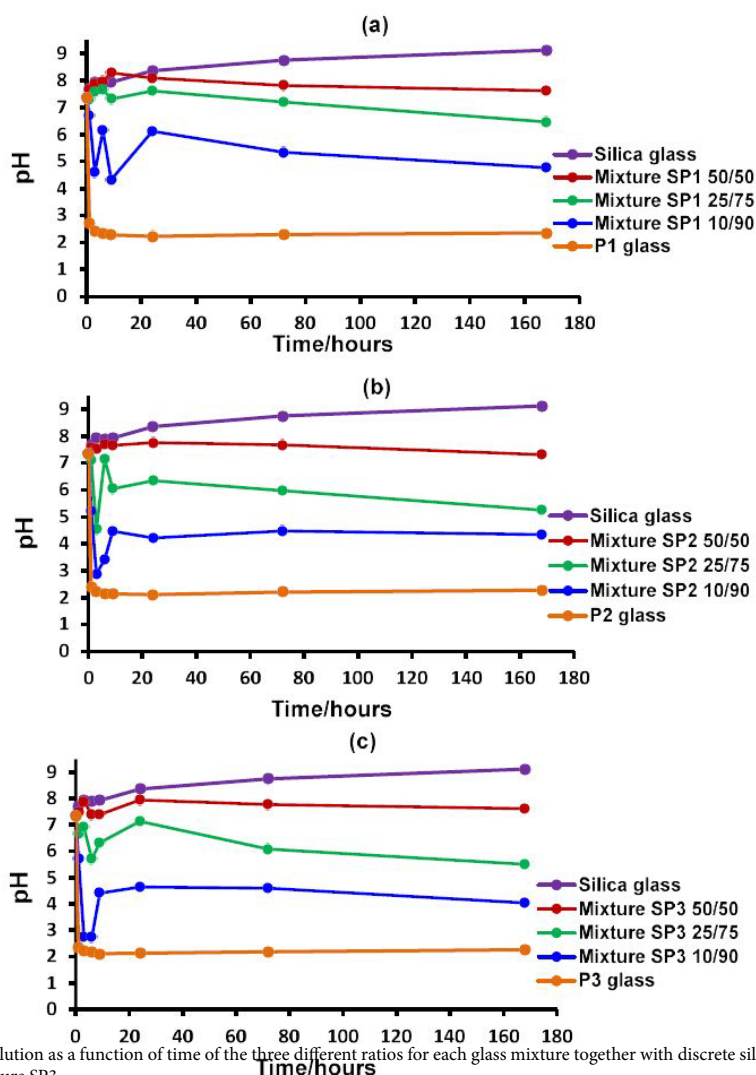 (a)
9
8
7
6
5
4
3
2
1
0
pH
0 20 40 60 80 100 120 140 160 180
Time/hours
Silica glass
Mixture SP1 50/50
Mixture SP1 25/75
Mixture SP1 10/90
P1 glass
(b)
9
8
7
6
5
4
3
2
1
0
pH
0 20 40 60 80 100 120 140 160 180
Time/hours
Silica glass
Mixture SP2 50/50
Mixture SP2 25/75
Mixture SP2 10/90
P2 glass
(c)
9
8
7
6
5
4
3
2
1
0
pH
0 20 40 60 80 100 120 140 160 180
Time/hours
Silica glass
Mixture SP3 50/50
Mixture SP3 25/75
Mixture SP3 10/90
P3 glass
lution as a function of time of the three different ratios for each glass mixture together with discrete sil
SP3